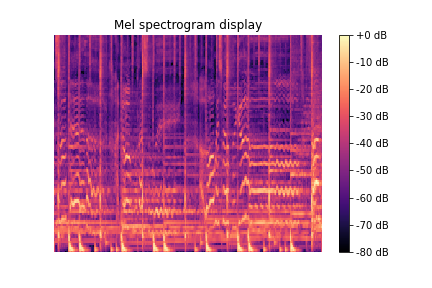 Mel spectrogram display
+0 dB
-10 dB
-20 dB
-30 dB
-40 dB
-50 dB
-60 dB
-70 dB
-80 dB